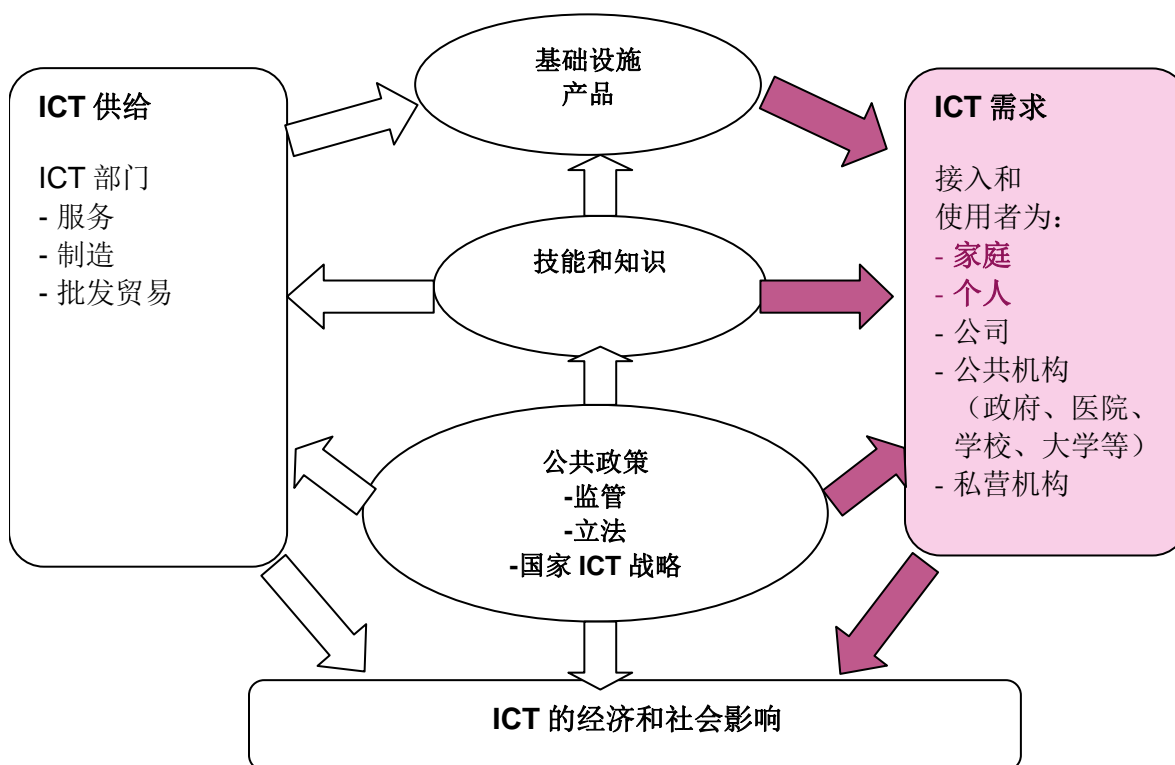 基础设施
产品
ICT 供给
ICT 部门
- 服务
- 制造
- 批发贸易
技能和知识
公共政策
-监管
-立法
-国家 ICT 战略
ICT 需求
接入和
使用者为：
- 家庭
- 个人
- 公司
- 公共机构
（政府、医院、
学校、大学等）
- 私营机构
ICT 的经济和社会影响